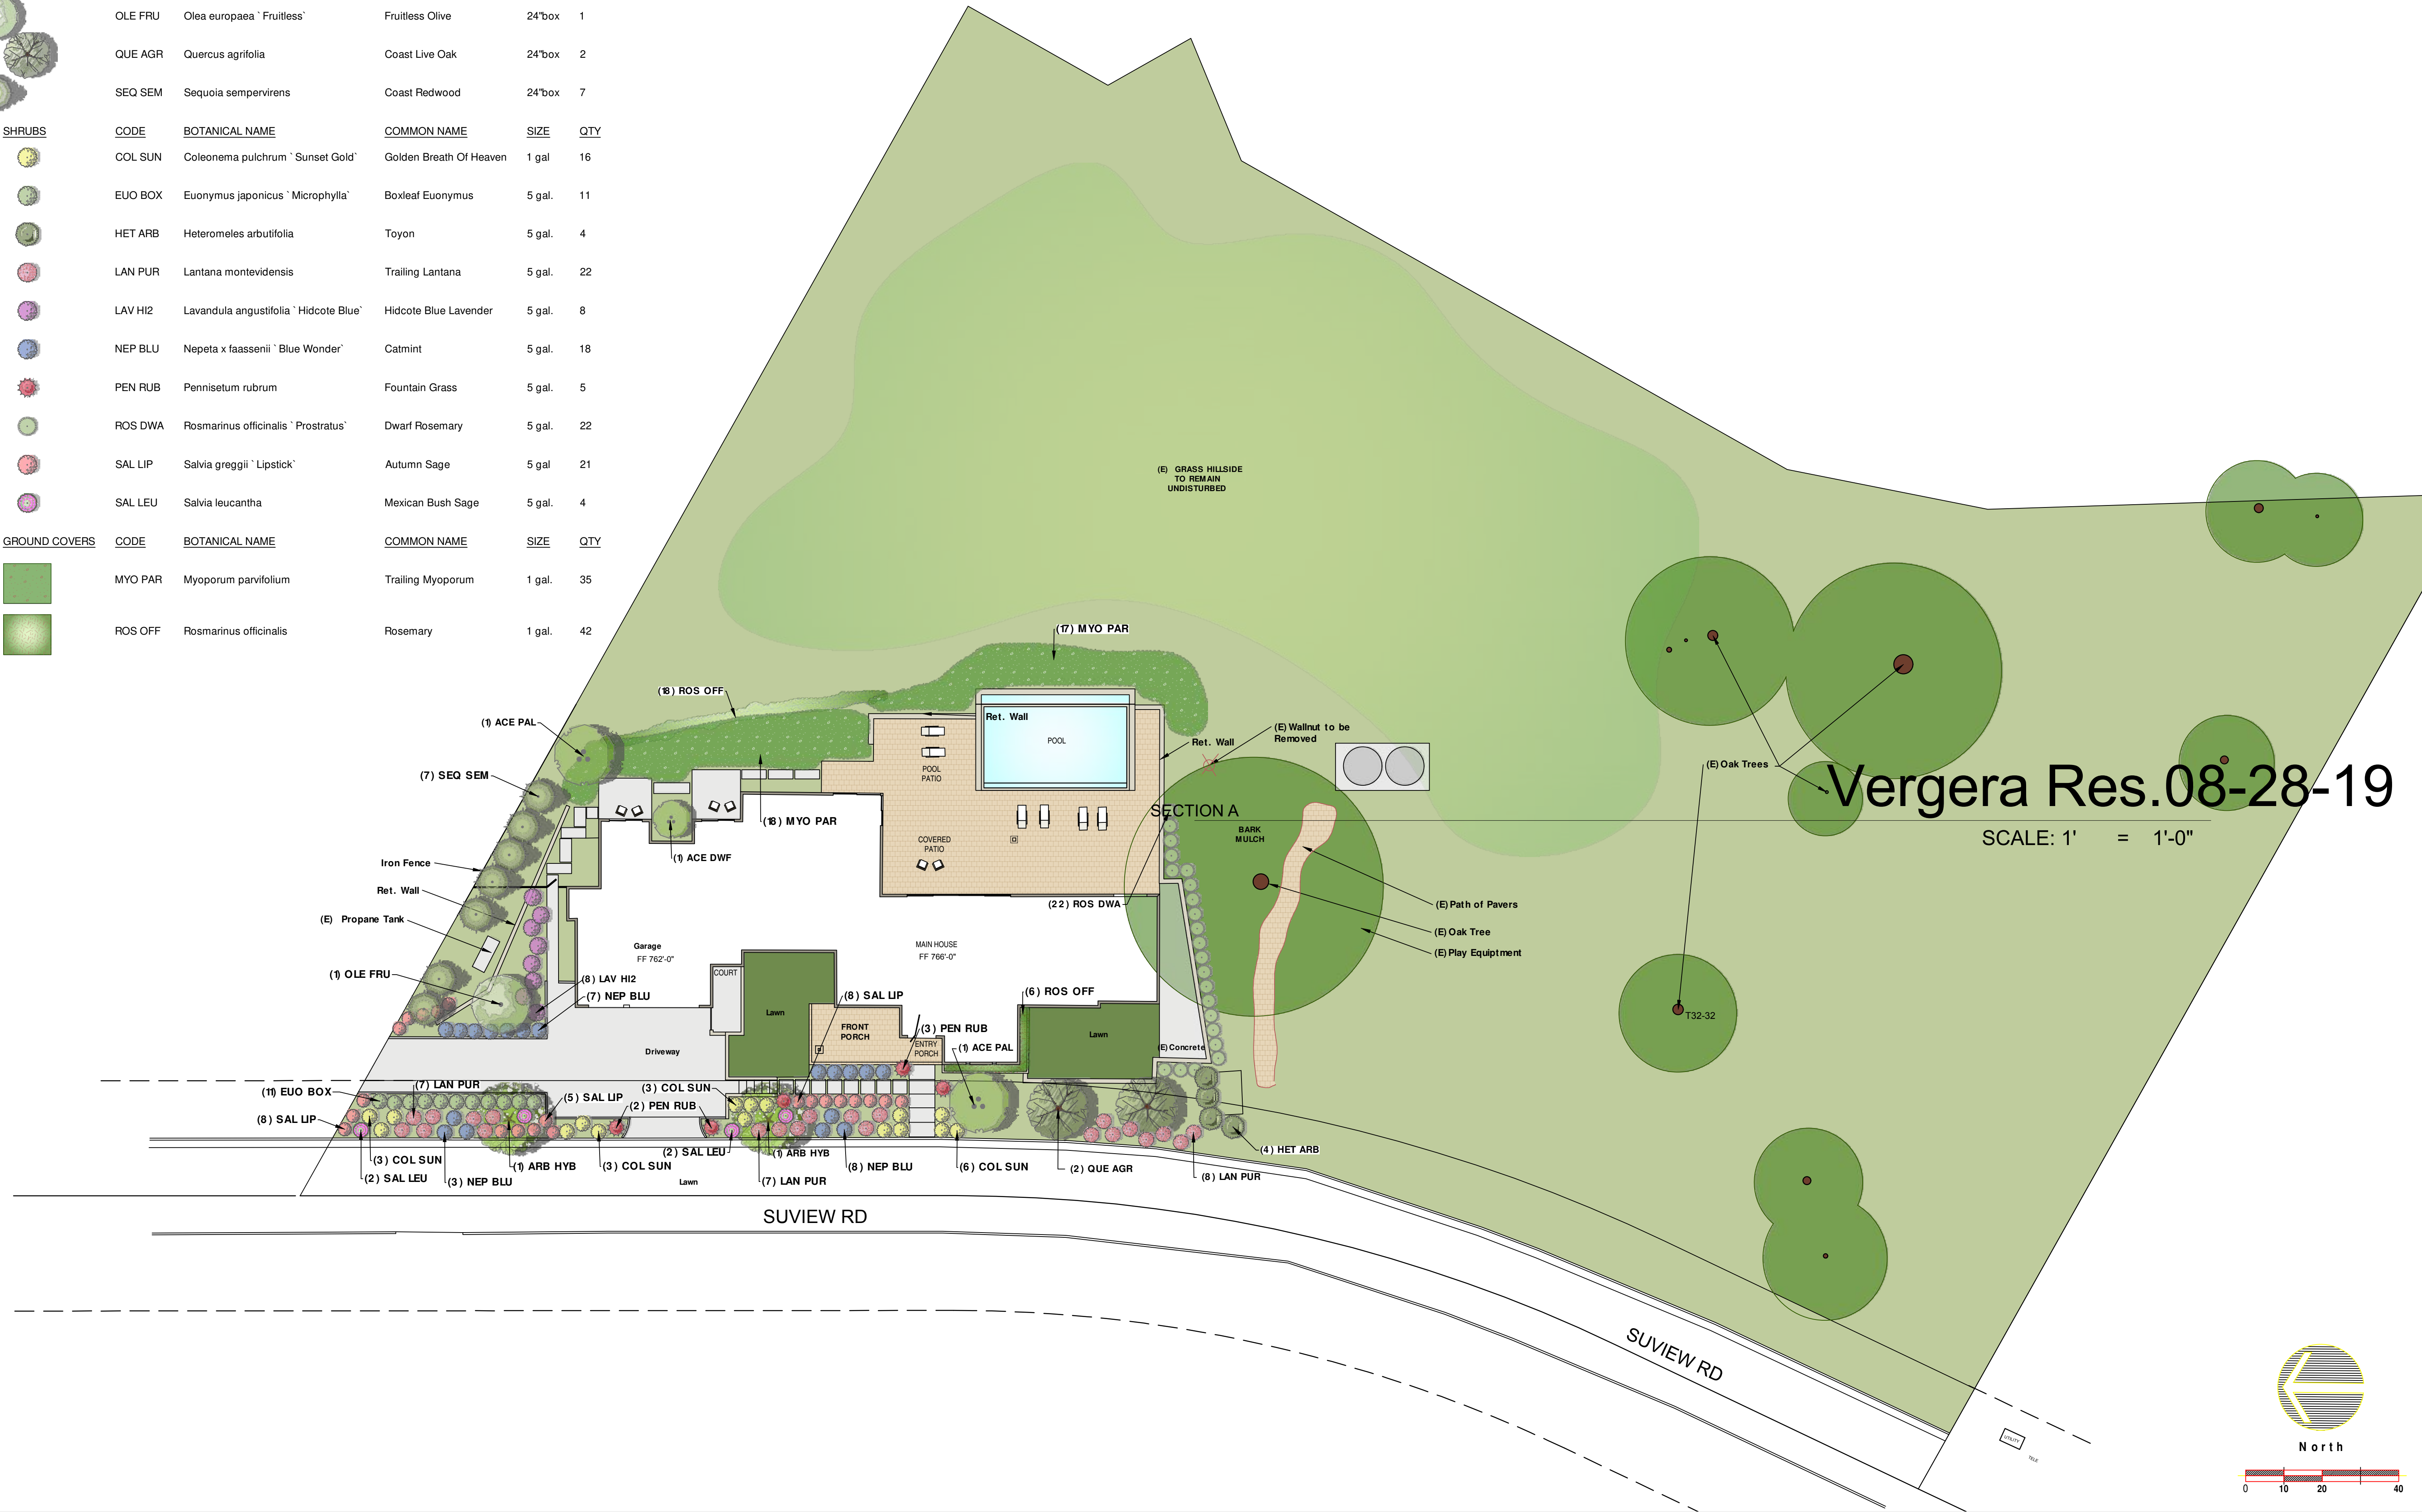 OLE FRU Olea europaea `Fruitless` Fruitless Olive 24"box 1
QUE AGR Quercus agrifolia Coast Live Oak 24"box 2
SEQ SEM Sequoia sempervirens Coast Redwood 24"box 7
SHRUBS CODE BOTANICAL NAME COMMON NAME SIZE QTY
COL SUN Coleonema pulchrum `Sunset Gold` Golden Breath Of Heaven 1 gal 16
EUO BOX Euonymus japonicus `Microphylla` Boxleaf Euonymus 5 gal. 11
HET ARB Heteromeles arbutifolia Toyon 5 gal. 4
LAN PUR Lantana montevidensis Trailing Lantana 5 gal. 22
LAV HI2 Lavandula angustifolia `Hidcote Blue` Hidcote Blue Lavender 5 gal. 8
NEP BLU Nepeta x faassenii `Blue Wonder` Catmint 5 gal. 18
PEN RUB Pennisetum rubrum Fountain Grass 5 gal. 5
ROS DWA Rosmarinus officinalis `Prostratus` Dwarf Rosemary 5 gal. 22
SAL LIP Salvia greggii `Lipstick` Autumn Sage 5 gal 21
SAL LEU Salvia leucantha Mexican Bush Sage 5 gal. 4
GROUND COVERS CODE BOTANICAL NAME COMMON NAME SIZE QTY
MYO PAR Myoporum parvifolium Trailing Myoporum 1 gal. 35
ROS OFF Rosmarinus officinalis Rosemary 1 gal. 42
(E) GRASS HILLSIDE
TO REMAIN
UNDISTURBED
(17) MYO PAR
(18) ROS OFF
(1) ACE PAL
Ret. Wall
POOL
(E) Wallnut to be
Removed
Ret. Wall
(7) SEQ SEM
POOL
PATIO
(E) Oak Trees
Vergera Res.08-28-19
SECTION A
SCALE: 1' = 1'-0"
(18) MYO PAR
BARK
MULCH
COVERED
PATIO
(1) ACE DWF
Iron Fence
Ret. Wall
(22) ROS DWA
(E) Path of Pavers
(E) Propane Tank
(E) Oak Tree
Garage
FF 762'-0"
MAIN HOUSE
FF 766'-0"
(E) Play Equiptment
(1) OLE FRU
COURT
(8) LAV HI2
(7) NEP BLU
(8) SAL LIP
(6) ROS OFF
Lawn
FRONT
PORCH
(3) PEN RUB
Lawn
T32-32
ENTRY
PORCH
(1) ACE PAL
(E) Concrete
Driveway
(11) EUO BOX
(7) LAN PUR
(3) COL SUN
(5) SAL LIP
(2) PEN RUB
(8) SAL LIP
(3) COL SUN
(2) SAL LEU
(3) NEP BLU
(1) ARB HYB
(3) COL SUN
(2) SAL LEU
(1) ARB HYB
(7) LAN PUR
(8) NEP BLU
(6) COL SUN
(2) QUE AGR
(4) HET ARB
(8) LAN PUR
Lawn
SUVIEW RD
SUVIEW RD
UTILITY
TELE
North
0 10 20 40